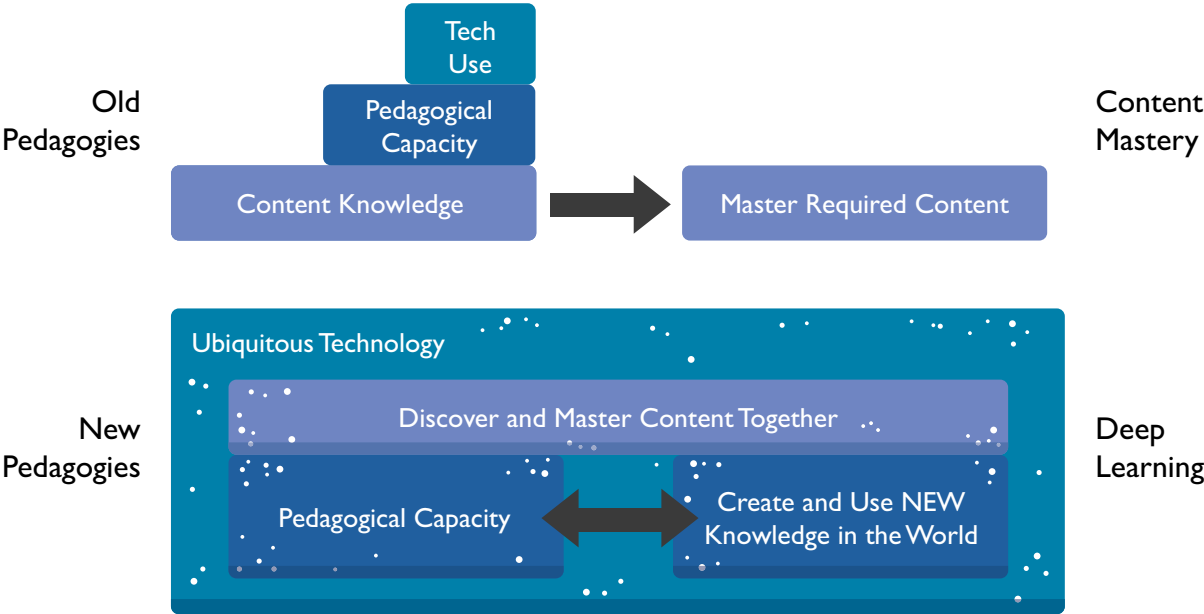 Tech
Use
Old
Pedagogies
Pedagogical
Capacity
Content
Mastery
Content Knowledge
Master Required Content
Ubiquitous Technology
Discover and Master Content Together
New
Pedagogies
Deep
Learning
Pedagogical Capacity
Create and Use NEW
Knowledge in the World